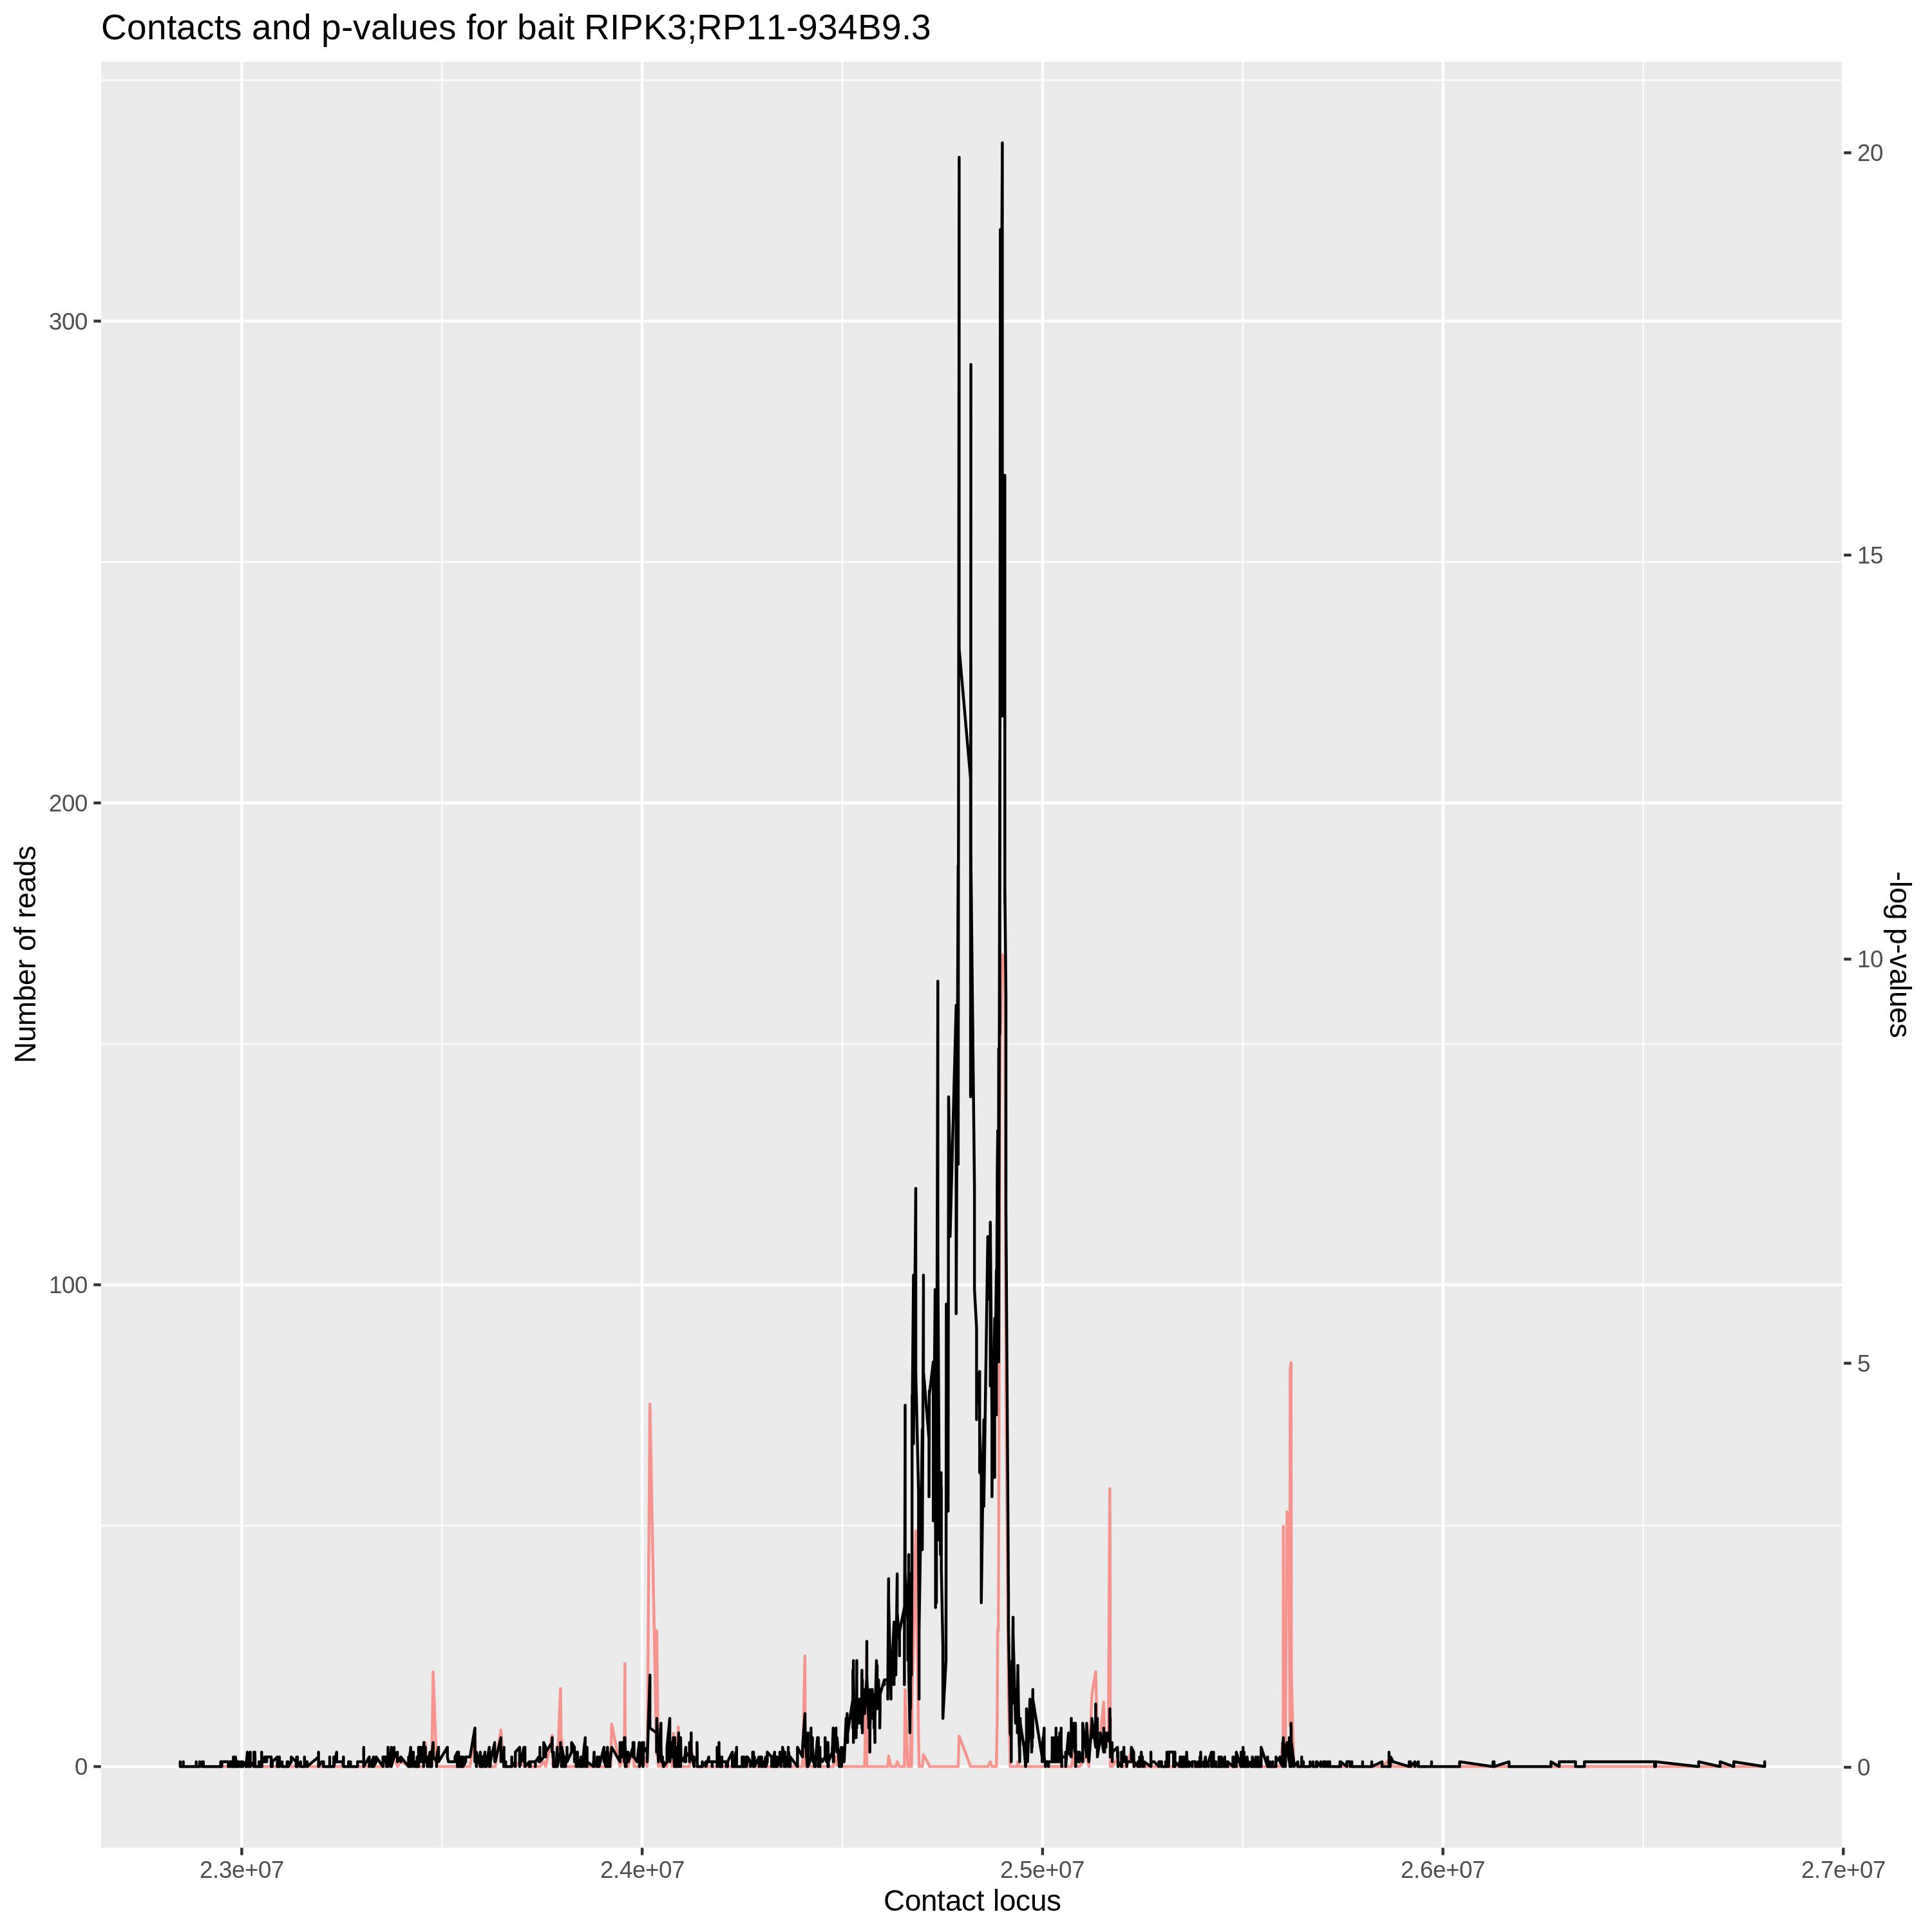 Contacts and p-values for bait RIPK3;RP11-934B9.3
300
200
100
0
Number of reads
20
15
10
5
0
-log p-values
2.3e+07
2.4e+07
2.5e+07
2.6e+07
2.7e+07
Contact locus